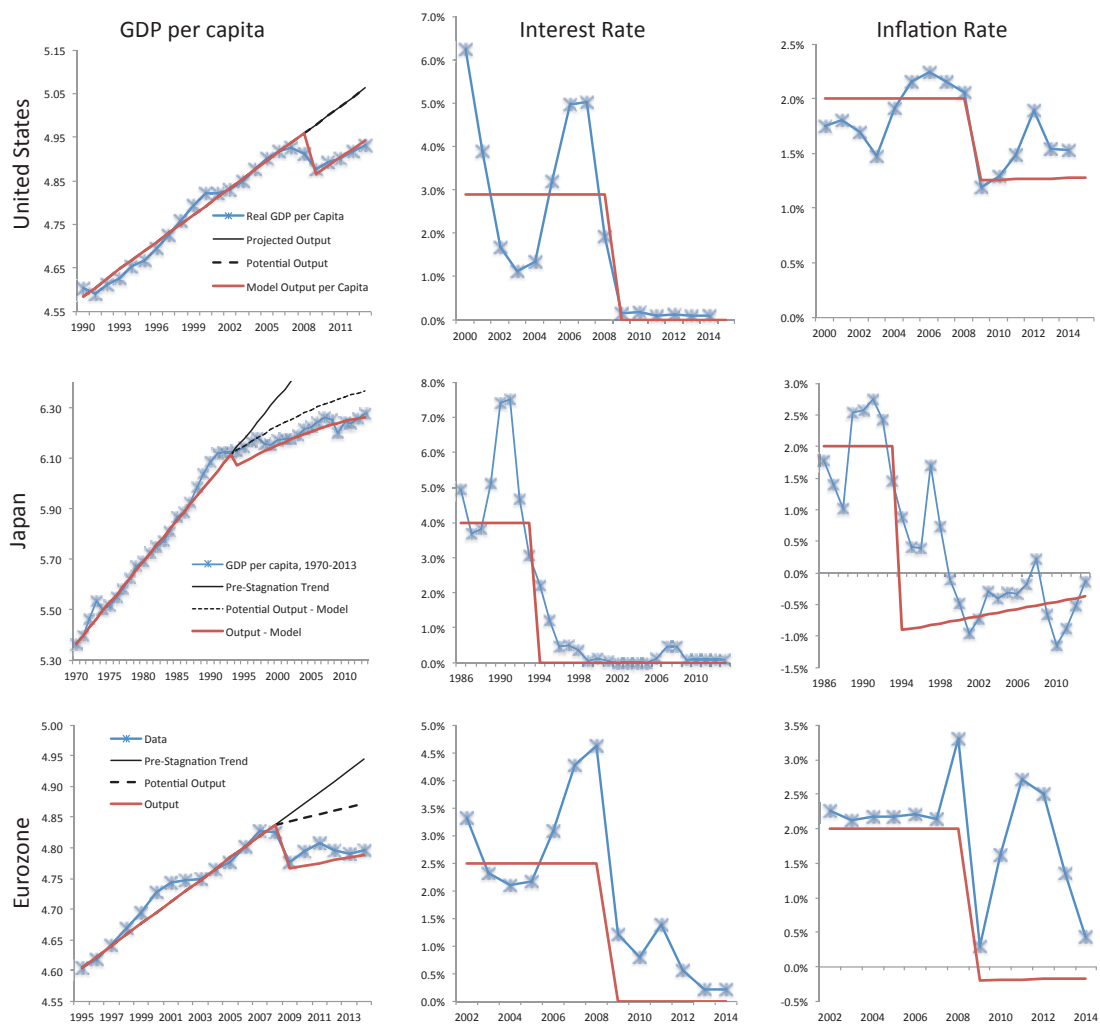 GDP per capita
Interest Rate
Inflation Rate
United States
5.15
5.05
4.95
4.85
4.75
4.65
4.55
Real GDP per Capita
Projected Output
Potential Output
Model Output per Capita
1990 1993 1996 1999 2002 2005 2008 2011
7.0%
6.0%
5.0%
4.0%
3.0%
2.0%
1.0%
0.0%
2000 2002 2004 2006 2008 2010 2012 2014
2.5%
2.0%
1.5%
1.0%
0.5%
0.0%
2000 2002 2004 2006 2008 2010 2012 2014
Japan
6.30
6.10
5.90
5.70
5.50
5.30
GDP per capita, 1970-2013
Pre-Stagnation Trend
Potential Output - Model
Output - Model
1970 1975 1980 1985 1990 1995 2000 2005 2010
8.0%
7.0%
6.0%
5.0%
4.0%
3.0%
2.0%
1.0%
0.0%
1986 1990 1994 1998 2002 2006 2010
3.0%
2.5%
2.0%
1.5%
1.0%
0.5%
0.0%
-0.5%
-1.0%
-1.5%
1986 1990 1994 1998 2002 2006 2010
Eurozone
5.00
4.95
4.90
4.85
4.80
4.75
4.70
4.65
4.60
4.55
Data
Pre-Stagnation Trend
Potential Output
Output
1995 1997 1999 2001 2003 2005 2007 2009 2011 2013
5.0%
4.5%
4.0%
3.5%
3.0%
2.5%
2.0%
1.5%
1.0%
0.5%
0.0%
2002 2004 2006 2008 2010 2012 2014
3.5%
3.0%
2.5%
2.0%
1.5%
1.0%
0.5%
0.0%
-0.5%
2002 2004 2006 2008 2010 2012 2014